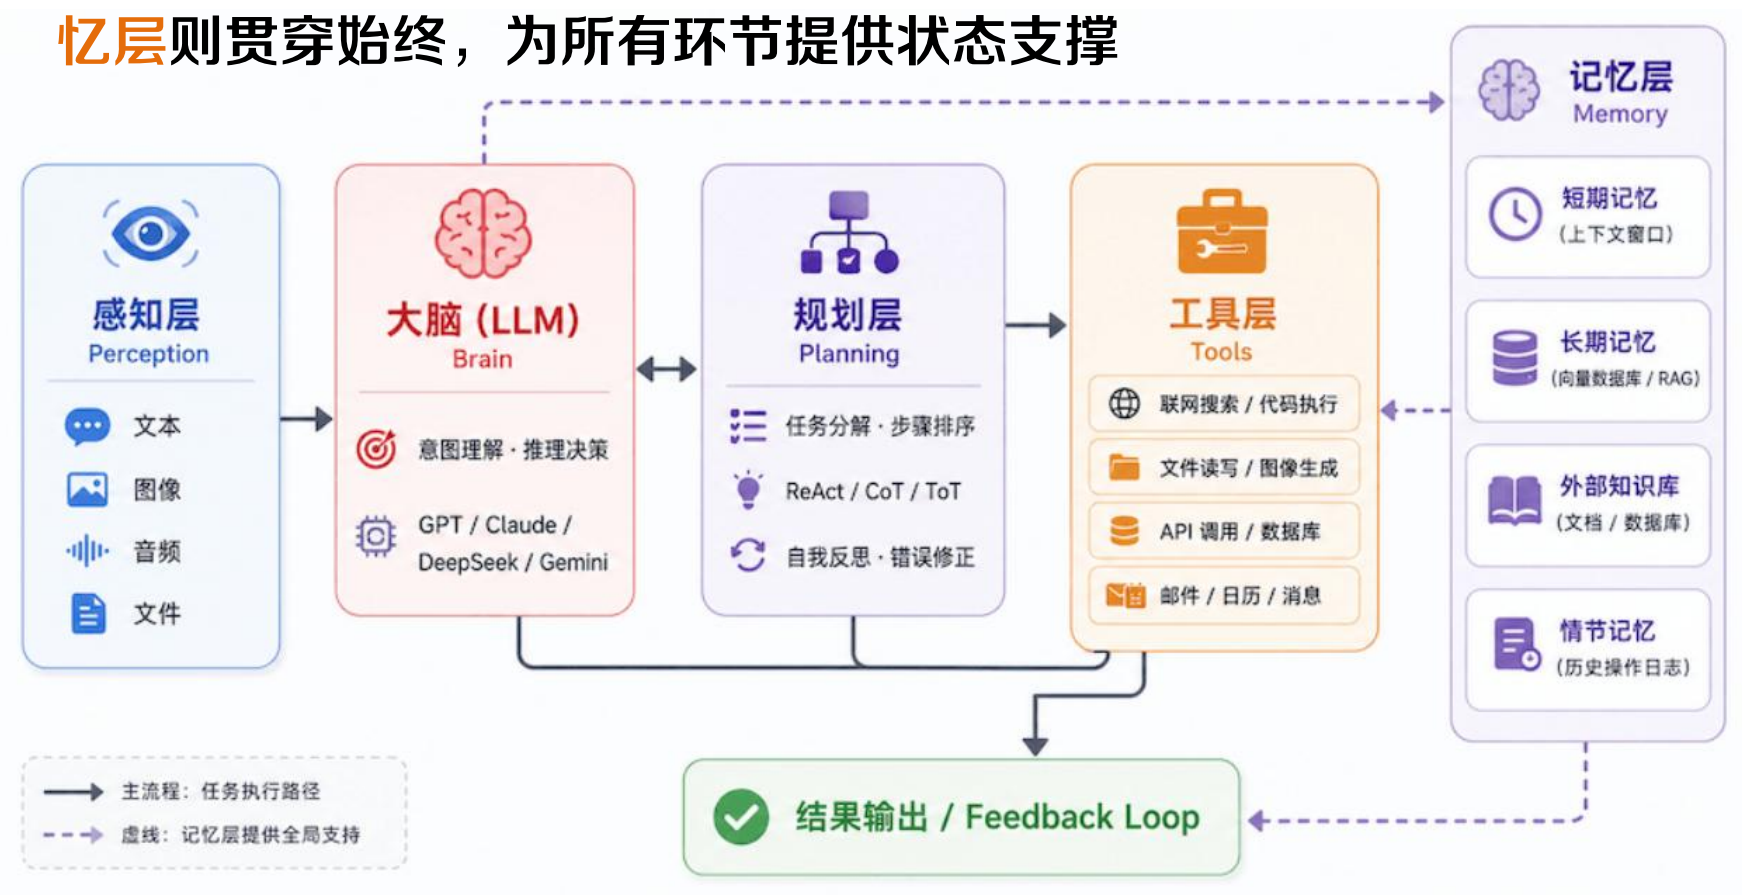 忆层则贯穿始终，为所有环节提供状态支撑
感知层
Perception
文本
图像
音频
文件
大脑 (LLM)
Brain
意图理解 · 推理决策
GPT / Claude /
DeepSeek / Gemini
规划层
Planning
任务分解 · 步骤排序
ReAct / CoT / ToT
自我反思 · 错误修正
工具层
Tools
联网搜索 / 代码执行
文件读写 / 图像生成
API 调用 / 数据库
邮件 / 日历 / 消息
记忆层
Memory
短期记忆
(上下文窗口)
长期记忆
(向量数据库 / RAG)
外部知识库
(文档 / 数据库)
情节记忆
(历史操作日志)
主流程：任务执行路径
虚线：记忆层提供全局支持
结果输出 / Feedback Loop